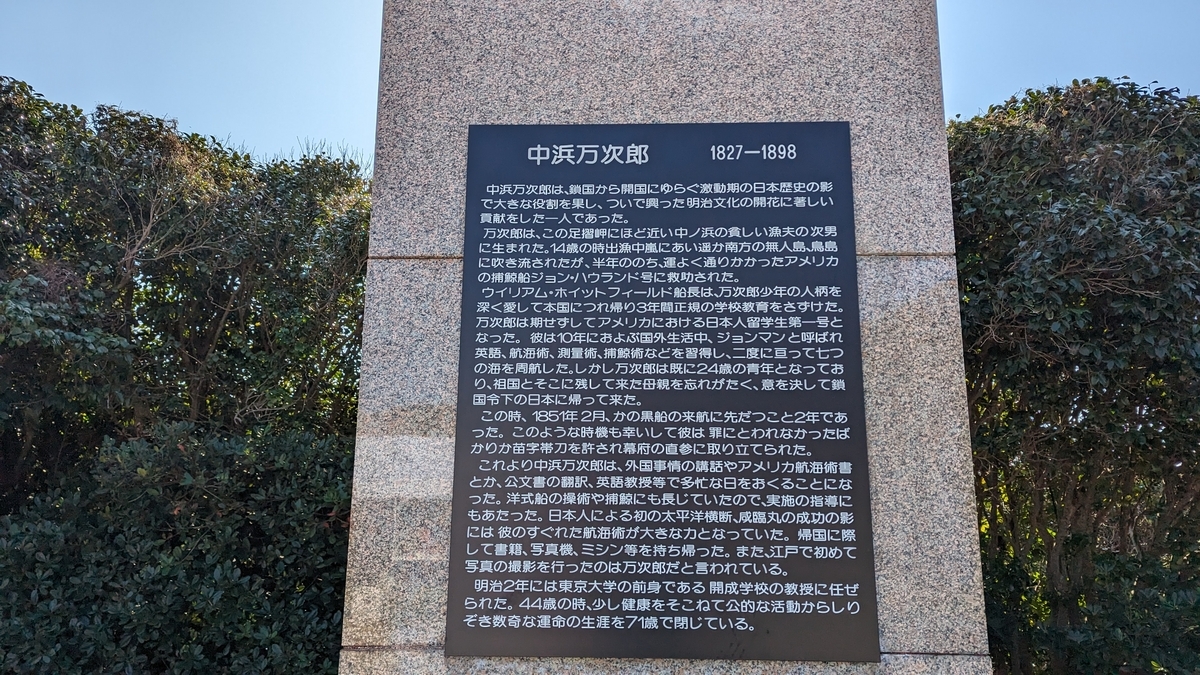 中浜万次郎 1827ー1898
中浜万次郎は、鎖国から開国にゆらぐ激動期の日本歴史の影
で大きな役割を果し、ついで興った明治文化の開花に著しい
貢献をした一人であった。
万次郎は、この足摺岬にほど近い中ノ浜の貧しい漁夫の次男
に生まれた。14歳の時出漁中嵐にあい遥か南方の無人島、鳥島
に吹き流されたが、半年ののち、運よく通りかかったアメリカ
の捕鯨船ジョン・ハウランド号に救助された。
ウイリアム・ホイットフィールド船長は、万次郎少年の人柄を
深く愛して本国につれ帰り3年間正規の学校教育をさずけた。
万次郎は期せずしてアメリカにおける日本人留学生第一号と
なった。彼は10年におよぶ国外生活中、ジョンマンと呼ばれ
英語、航海術、測量術、捕鯨術などを習得し、二度に亘って七つ
の海を周航した。しかし万次郎は既に24歳の青年となってお
り、祖国とそこに残して来た母親を忘れがたく、意を決して鎖
国令下の日本に帰って来た。
この時、1851年2月、かの黒船の来航に先だつこと2年であ
った。このような時機も幸いして彼は罪にとわれなかったば
かりか苗字帯刀を許され幕府の直参に取り立てられた。
これより中浜万次郎は、外国事情の講話やアメリカ航海術書
とか、公文書の翻訳、英語教授等で多忙な日をおくることにな
った。洋式船の操術や捕鯨にも長じていたので、実施の指導に
もあたった。日本人による初の太平洋横断、咸臨丸の成功の影
には彼のすぐれた航海術が大きな力となっていた。帰国に際
して書籍、写真機、ミシン等を持ち帰った。また、江戸で初めて
写真の撮影を行ったのは万次郎だと言われている。
明治2年には東京大学の前身である開成学校の教授に任ぜ
られた。44歳の時、少し健康をそこねて公的な活動からしり
ぞき数奇な運命の生涯を71歳で閉じている。